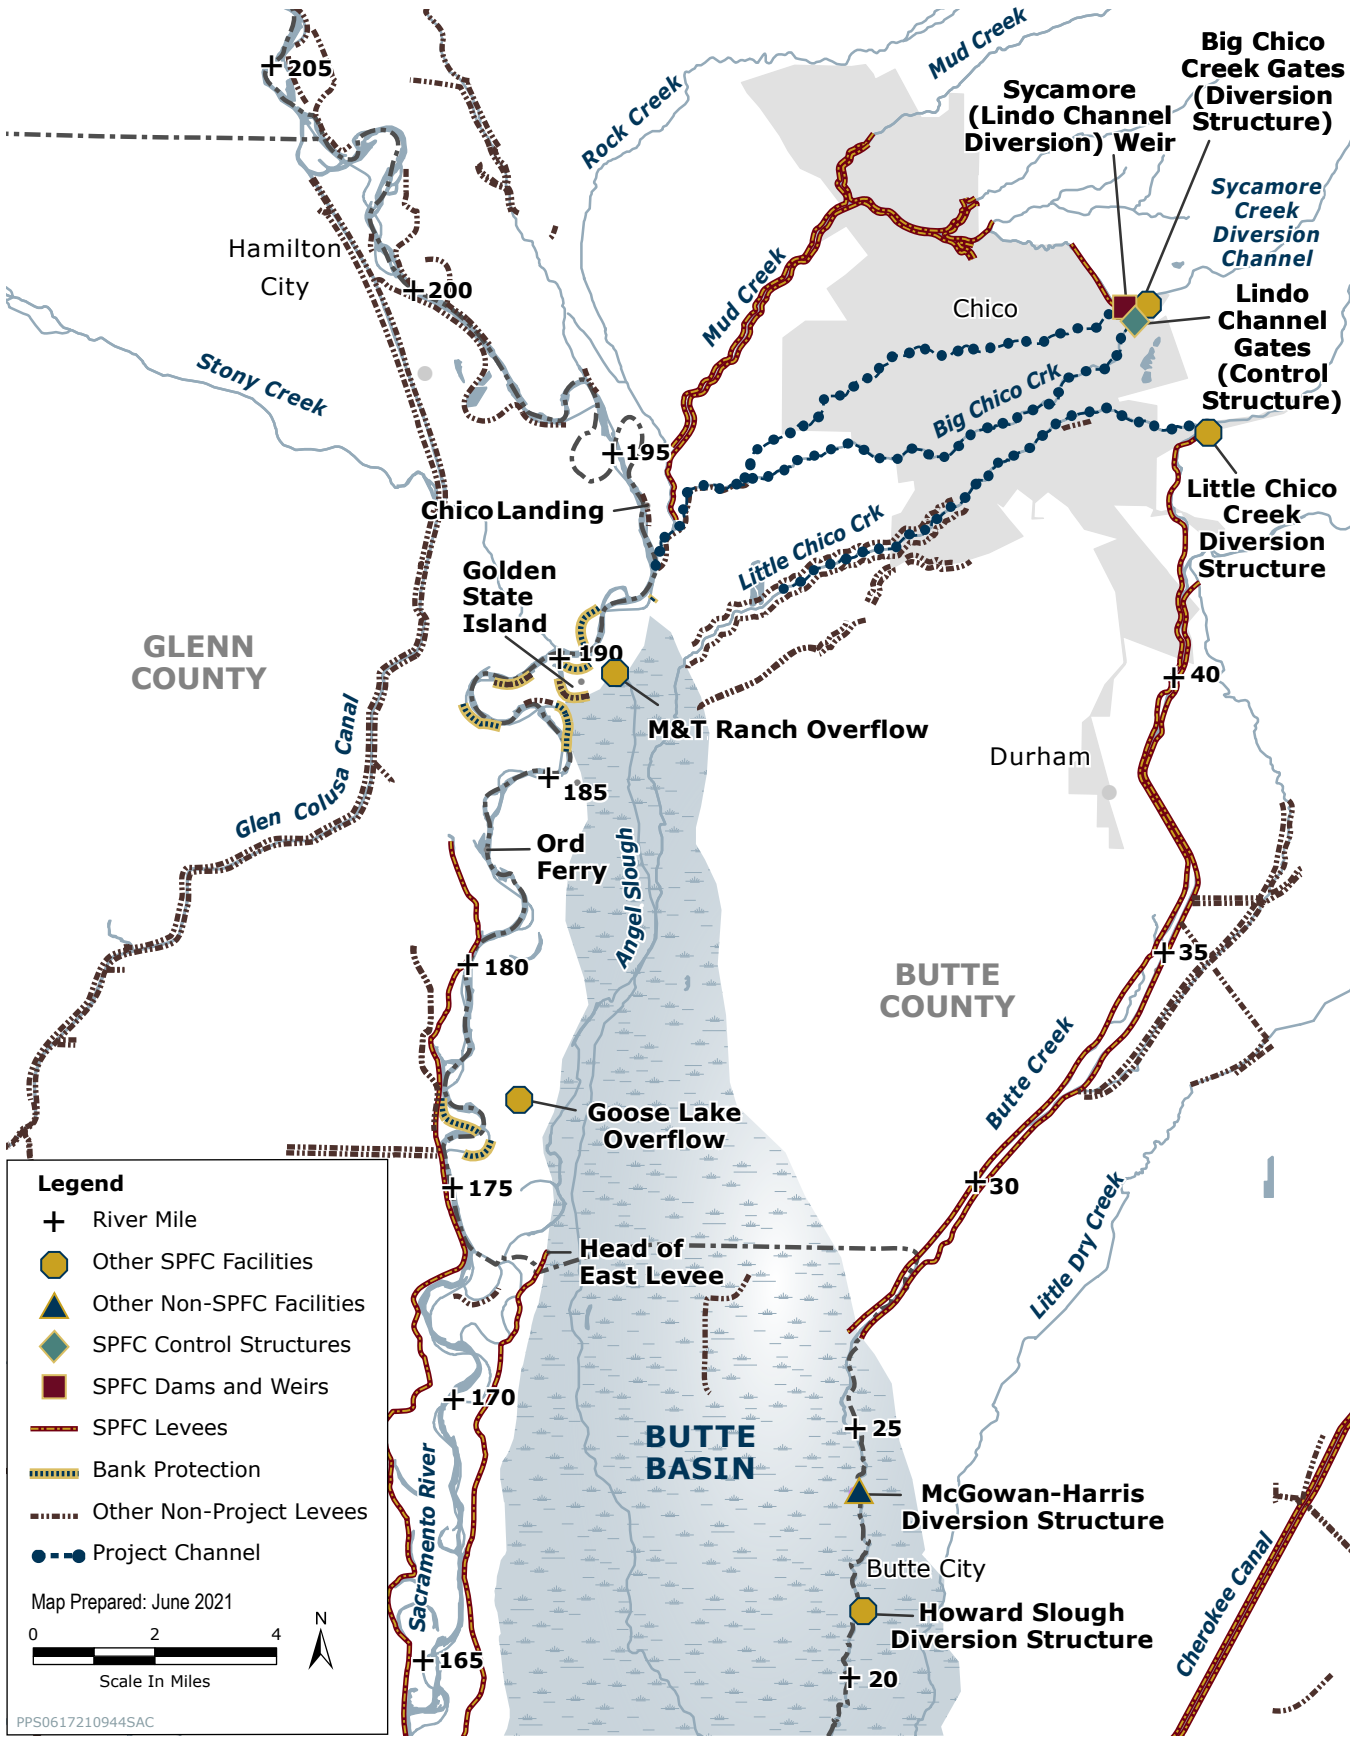 205
Rock Creek
Mud Creek
Big Chico
Creek Gates
(Diversion
Structure)
Sycamore
(Lindo Channel
Diversion) Weir
Sycamore
Creek
Diversion
Channel
Hamilton
City
200
Mud Creek
Chico
Lindo
Channel
Gates
(Control
Structure)
Stony Creek
Big Chico Crk
195
Chico Landing
Little Chico
Creek
Diversion
Structure
Little Chico Crk
Golden
State
Island
GLENN
COUNTY
190
40
M&T Ranch Overflow
Durham
Glen Colusa Canal
185
Ord
Ferry
Angel Slough
180
35
BUTTE
COUNTY
Butte Creek
Goose Lake
Overflow
175
30
Little Dry Creek
Head of
East Levee
170
25
BUTTE
BASIN
Sacramento River
McGowan-Harris
Diversion Structure
Butte City
Howard Slough
Diversion Structure
Cherokee Canal
165
20
Legend
River Mile
Other SPFC Facilities
Other Non-SPFC Facilities
SPFC Control Structures
SPFC Dams and Weirs
SPFC Levees
Bank Protection
Other Non-Project Levees
Project Channel
Map Prepared: June 2021
N
0 2 4
Scale In Miles
PPS0617210944SAC